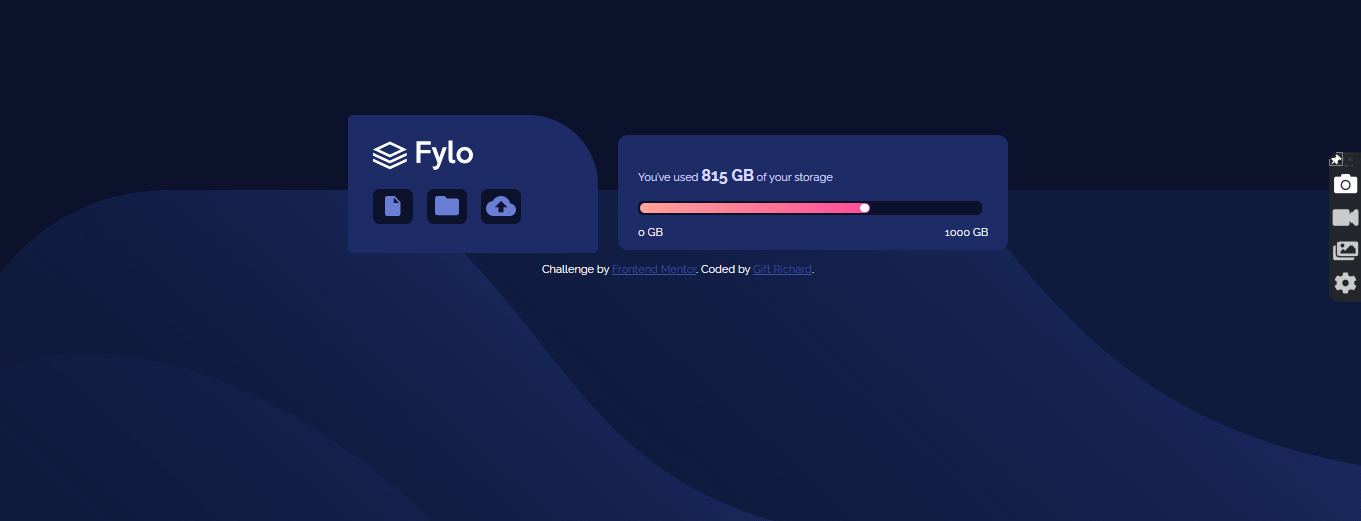 Fylo
You've used 815 GB of your storage
0 GB
1000 GB
Challenge by Frontend Mentor. Coded by Gift Richard.